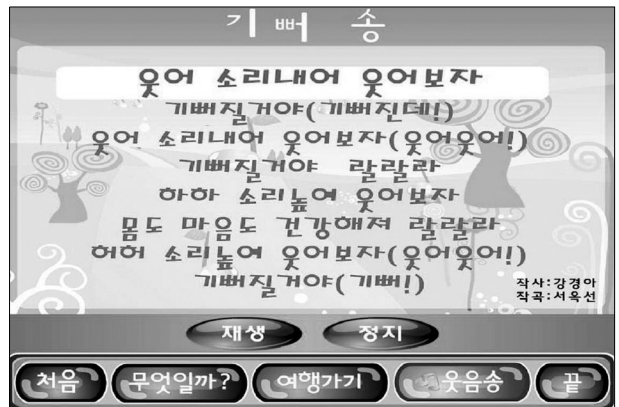 기뻐 송
웃어 소리내어 웃어보자
기뻐질거야(기뻐진데!)
웃어 소리내어 웃어보자(웃어웃어!)
기뻐질거야 랄랄라
하하 소리높여 웃어보자
몸도 마음도 건강해져 랄랄라
허허 소리높여 웃어보자(웃어웃어!)
기뻐질거야(기뻐!)
작사:강경아
작곡:서옥선
재생 정지
처음 무엇일까? 여행가기 웃음송 끝